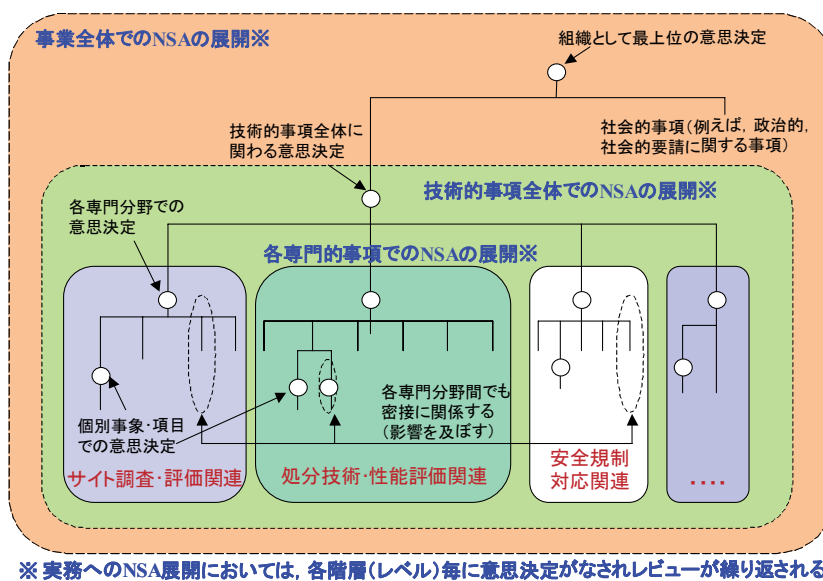 事業全体でのNSAの展開※
組織として最上位の意思決定
技術的事項全体に
関わる意思決定
社会的事項(例えば，政治的，
社会的要請に関する事項)
技術的事項全体でのNSAの展開※
各専門分野での
意思決定
各専門的事項でのNSAの展開※
個別事象・項目
での意思決定
各専門分野間でも
密接に関係する
(影響を及ぼす)
サイト調査・評価関連
処分技術・性能評価関連
安全規制
対応関連
....
※ 実務へのNSA展開においては，各階層(レベル)毎に意思決定がなされレビューが繰り返される